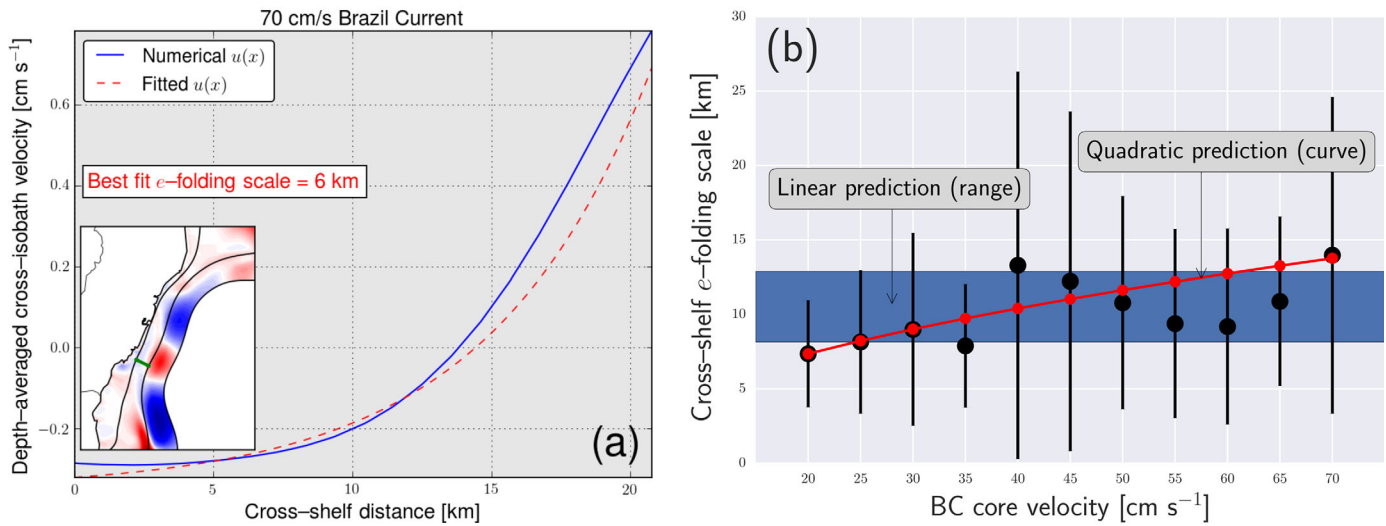 70 cm/s Brazil Current
Depth–averaged cross–isobath velocity [cm s⁻¹]
Numerical u(x)
Fitted u(x)
Best fit e–folding scale = 6 km
0.6
0.4
0.2
0.0
−0.2
(a)
0
5
10
15
20
Cross–shelf distance [km]
(b)
Cross–shelf e–folding scale [km]
30
25
20
15
10
5
0
Quadratic prediction (curve)
Linear prediction (range)
20
25
30
35
40
45
50
55
60
65
70
BC core velocity [cm s⁻¹]